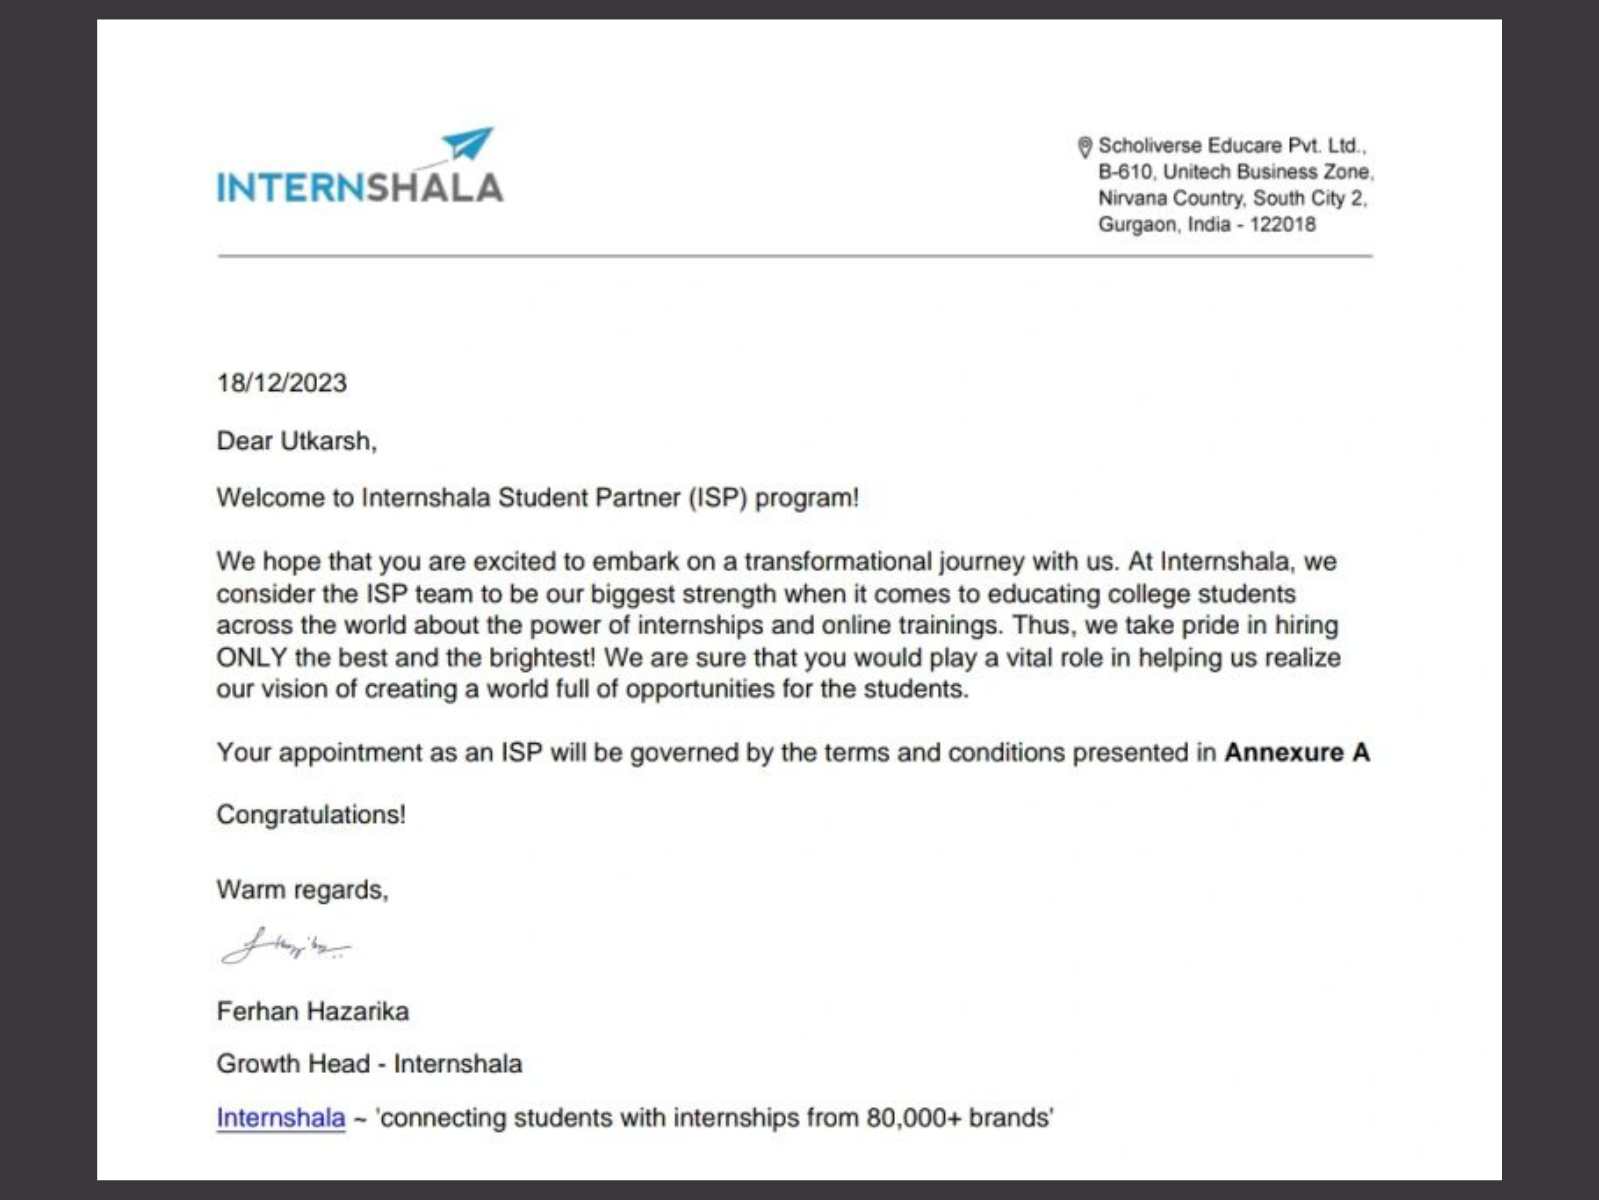 INTERNSHALA
Scholiverse Educare Pvt. Ltd.,
B-610, Unitech Business Zone,
Nirvana Country, South City 2,
Gurgaon, India - 122018
18/12/2023
Dear Utkarsh,
Welcome to Internshala Student Partner (ISP) program!
We hope that you are excited to embark on a transformational journey with us. At Internshala, we
consider the ISP team to be our biggest strength when it comes to educating college students
across the world about the power of internships and online trainings. Thus, we take pride in hiring
ONLY the best and the brightest! We are sure that you would play a vital role in helping us realize
our vision of creating a world full of opportunities for the students.
Your appointment as an ISP will be governed by the terms and conditions presented in Annexure A
Congratulations!
Warm regards,
Ferhan Hazarika
Growth Head - Internshala
Internshala ~ 'connecting students with internships from 80,000+ brands'